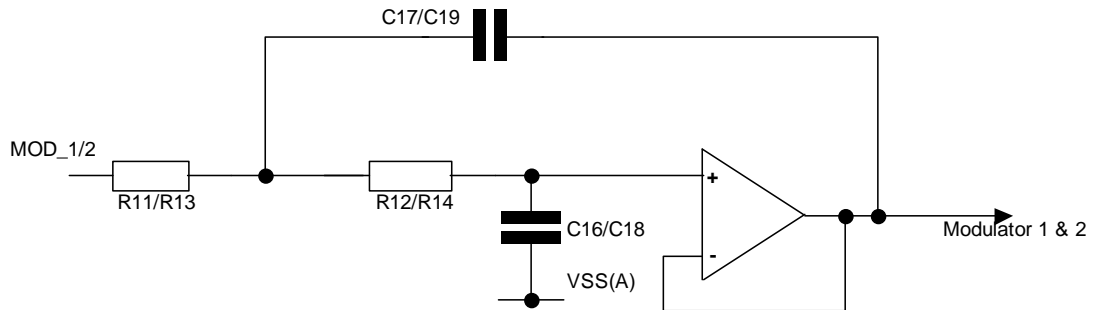 C17/C19
MOD_1/2
R11/R13
R12/R14
+
C16/C18
Modulator 1 & 2
-
VSS(A)